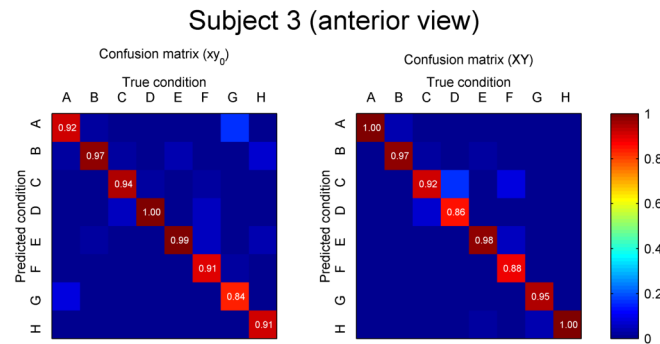 Subject 3 (anterior view)
Confusion matrix (xy0)
True condition
A B C D E F G H
Predicted condition
A
B
C
D
E
F
G
H
0.92
0.97
0.94
1.00
0.99
0.91
0.84
0.91
Confusion matrix (XY)
True condition
A B C D E F G H
Predicted condition
A
B
C
D
E
F
G
H
1.00
0.97
0.92
0.86
0.98
0.88
0.95
1.00
1
0.8
0.6
0.4
0.2
0